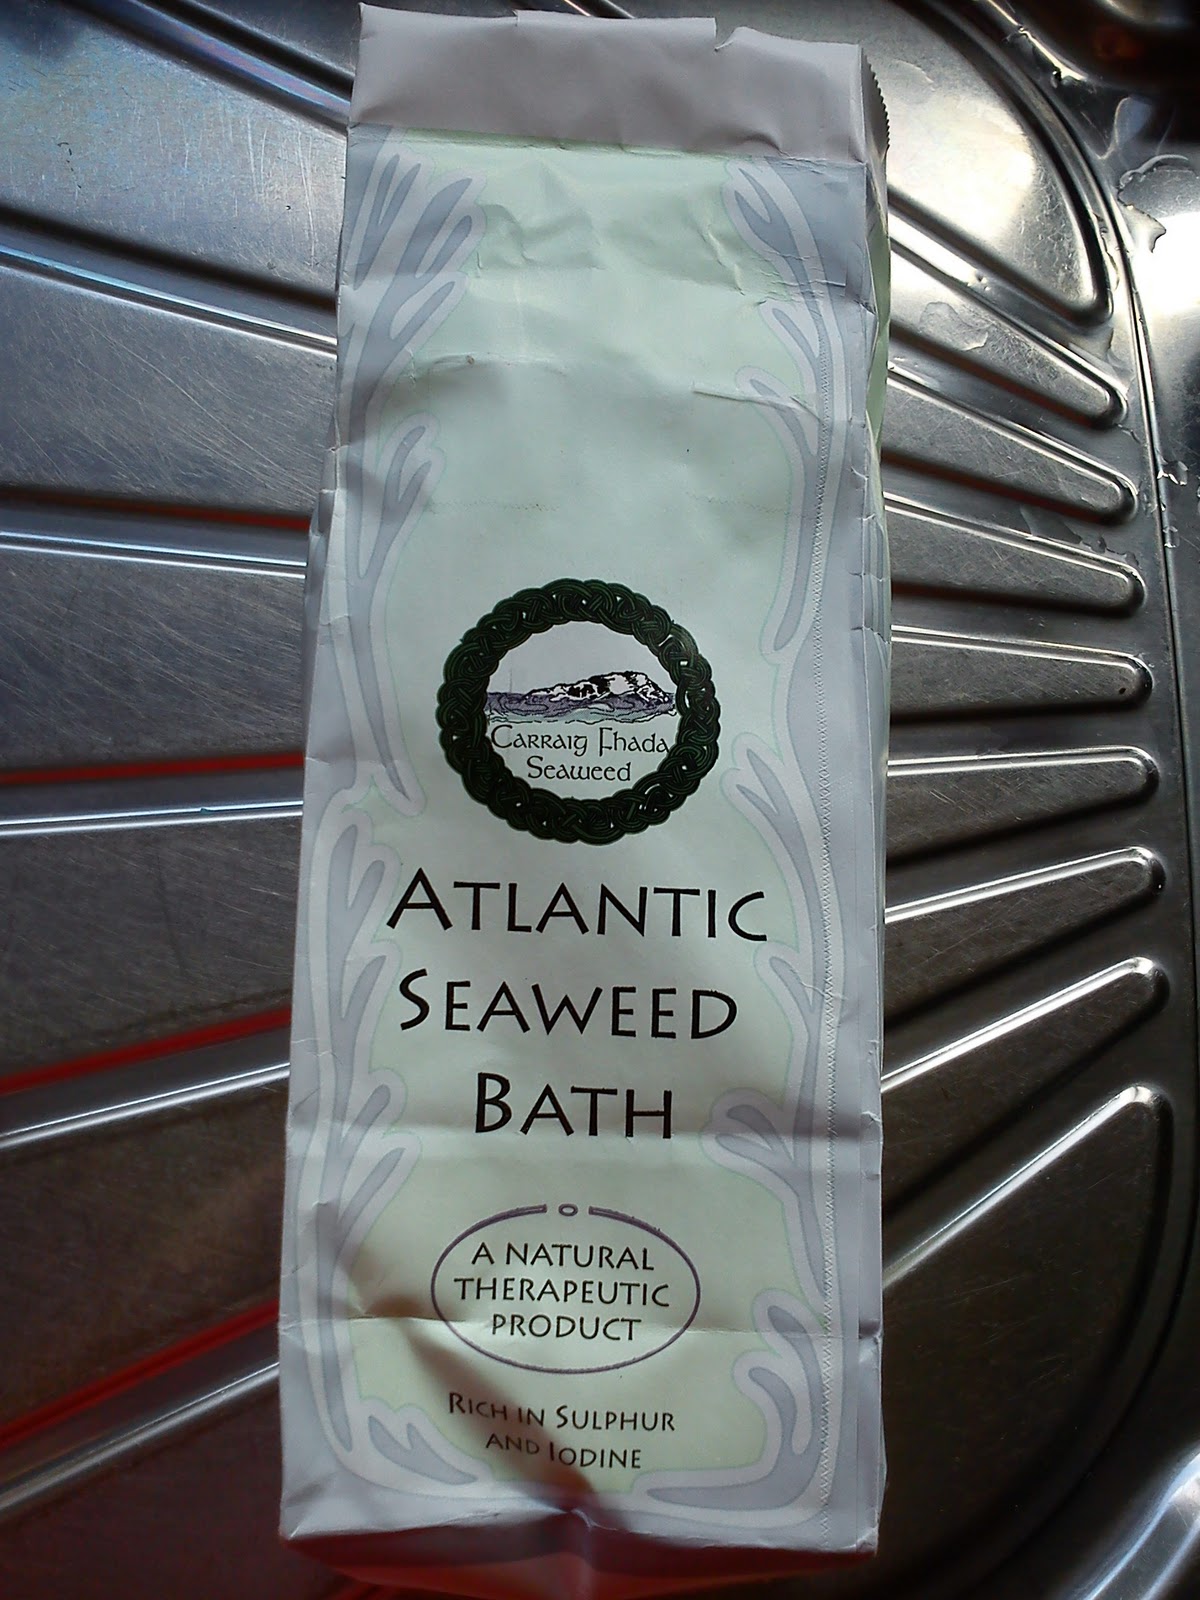 Carraig Fhada
Seaweed
ATLANTIC
SEAWEED
BATH
A NATURAL
THERAPEUTIC
PRODUCT
RICH IN SULPHUR
AND IODINE